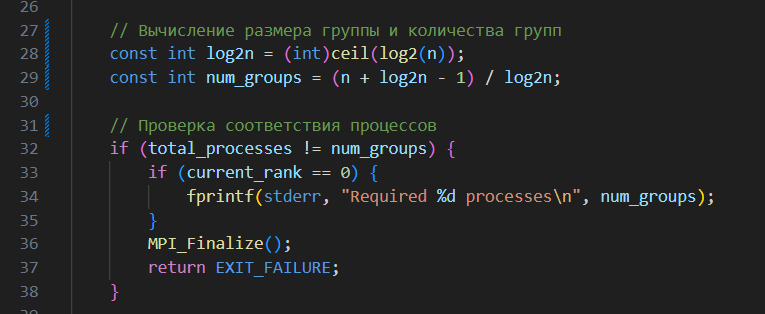 26
27 // Вычисление размера группы и количества групп
28 const int log2n = (int)ceil(log2(n));
29 const int num_groups = (n + log2n - 1) / log2n;
30
31 // Проверка соответствия процессов
32 if (total_processes != num_groups) {
33 if (current_rank == 0) {
34 fprintf(stderr, "Required %d processes\n", num_groups);
35 }
36 MPI_Finalize();
37 return EXIT_FAILURE;
38 }